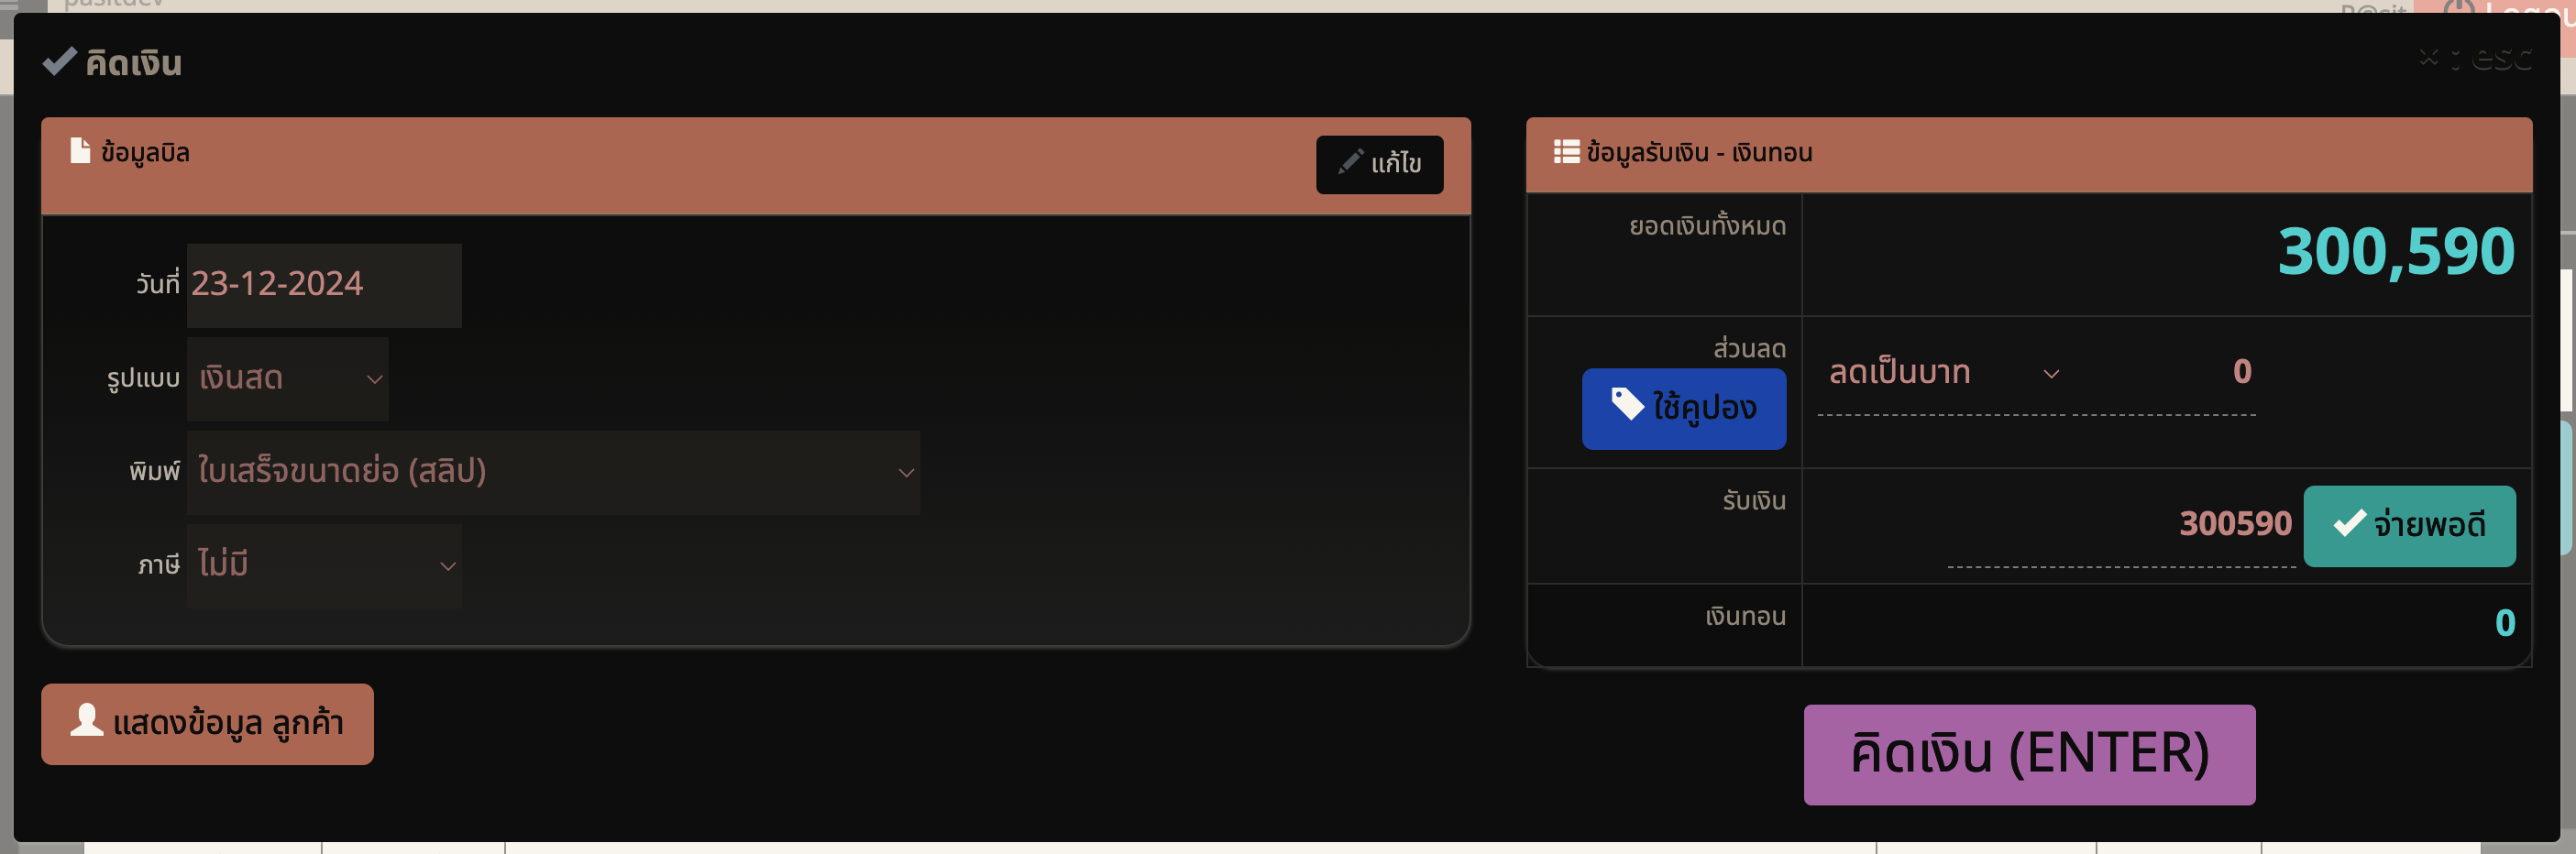 pasitdev
คิดเงิน
× : esc
ข้อมูลบิล
แก้ไข
วันที่ 23-12-2024
รูปแบบ เงินสด
พิมพ์ ใบเสร็จขนาดย่อ (สลิป)
ภาษี ไม่มี
แสดงข้อมูล ลูกค้า
ข้อมูลรับเงิน - เงินทอน
ยอดเงินทั้งหมด 300,590
ส่วนลด
ใช้คูปอง
ลดเป็นบาท 0
รับเงิน 300590 จ่ายพอดี
เงินทอน 0
คิดเงิน (ENTER)